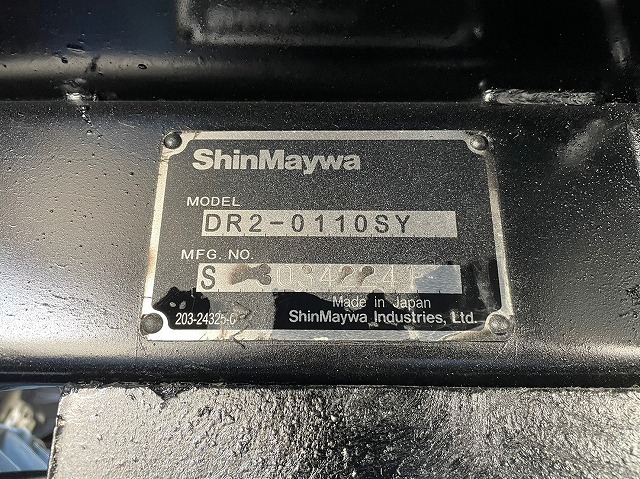 ShinMaywa
MODEL
DR2-0110SY
MFG. NO.
S
Made in Japan
ShinMaywa Industries, Ltd.